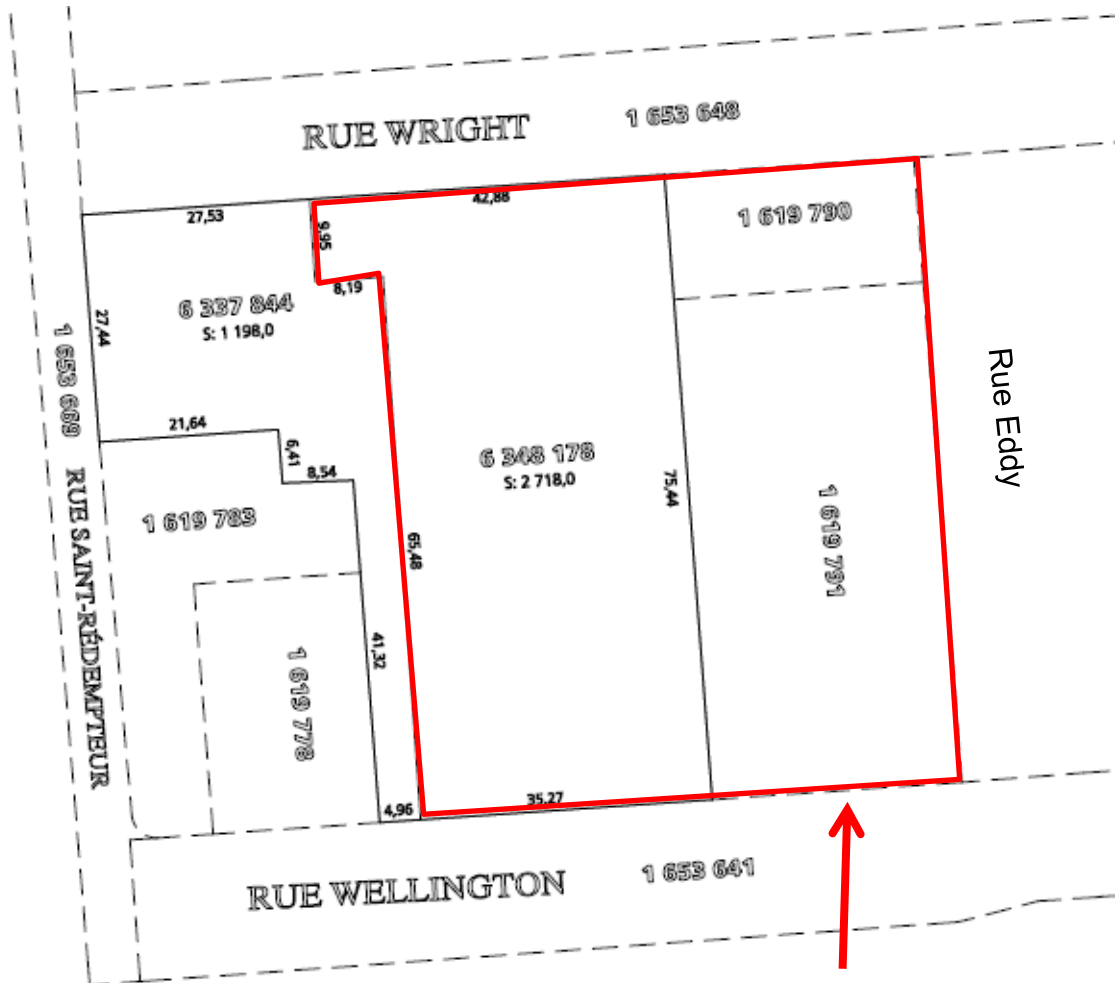 RUE WRIGHT
1 653 648
27,53
42,88
9,95
8,19
1 619 790
6 337 844
S: 1 198,0
27,44
1 653 669
RUE SAINT-RÉDEMPTEUR
Rue Eddy
21,64
6,41
8,54
6 348 178
S: 2 718,0
75,44
1 619 791
1 619 783
65,48
41,32
1 619 778
4,96
35,27
RUE WELLINGTON
1 653 641